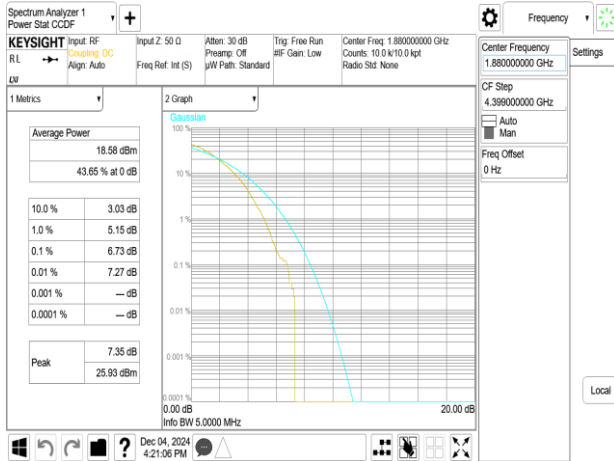 Spectrum Analyzer 1
Power Stat CCDF
Frequency
KEYSIGHT
RL
LXI
Input: RF
Coupling: DC
Align: Auto
Input Z: 50 Ω
Freq Ref: Int (S)
Atten: 30 dB
Preamp: Off
µW Path: Standard
Trig: Free Run
#IF Gain: Low
Center Freq: 1.880000000 GHz
Counts: 10.0 k/10.0 kpt
Radio Std: None
1 Metrics
Average Power
18.58 dBm
43.65 % at 0 dB
10.0 % 3.03 dB
1.0 % 5.15 dB
0.1 % 6.73 dB
0.01 % 7.27 dB
0.001 % --- dB
0.0001 % --- dB
Peak
7.35 dB
25.93 dBm
2 Graph
Gaussian
100 %
10 %
1 %
0.1 %
0.01 %
0.001 %
0.0001 %
0.00 dB 20.00 dB
Info BW 5.0000 MHz
Center Frequency
1.880000000 GHz
CF Step
4.399000000 GHz
Auto
Man
Freq Offset
0 Hz
Settings
Local
?
Dec 04, 2024
4:21:06 PM